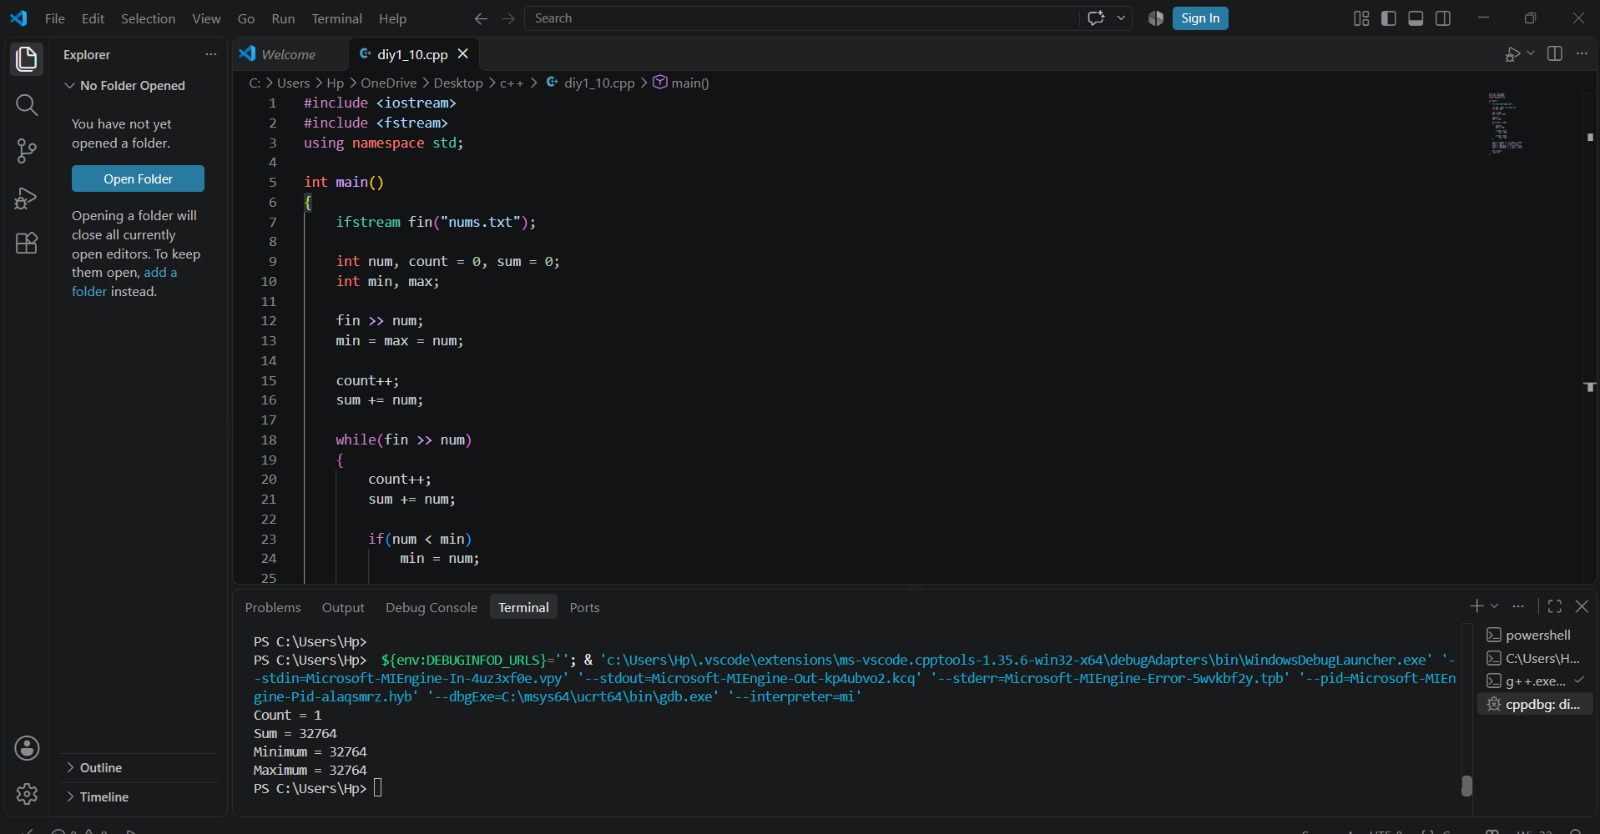 File Edit Selection View Go Run Terminal Help
Search
Sign In
Explorer
No Folder Opened
You have not yet
opened a folder.
Open Folder
Opening a folder will
close all currently
open editors. To keep
them open, add a
folder instead.
Outline
Timeline
Welcome
diy1_10.cpp
C: > Users > Hp > OneDrive > Desktop > c++ > diy1_10.cpp > main()
1 #include <iostream>
2 #include <fstream>
3 using namespace std;
4
5 int main()
6 {
7 ifstream fin("nums.txt");
8
9 int num, count = 0, sum = 0;
10 int min, max;
11
12 fin >> num;
13 min = max = num;
14
15 count++;
16 sum += num;
17
18 while(fin >> num)
19 {
20 count++;
21 sum += num;
22
23 if(num < min)
24 min = num;
25
Problems Output Debug Console Terminal Ports
PS C:\Users\Hp>
PS C:\Users\Hp>  ${env:DEBUGINFOD_URLS}=''; & 'c:\Users\Hp\.vscode\extensions\ms-vscode.cpptools-1.35.6-win32-x64\debugAdapters\bin\WindowsDebugLauncher.exe' '-
-stdin=Microsoft-MIEngine-In-4uz3xf0e.vpy' '--stdout=Microsoft-MIEngine-Out-kp4ubvo2.kcq' '--stderr=Microsoft-MIEngine-Error-5wvkbf2y.tpb' '--pid=Microsoft-MIEn
gine-Pid-alaqsmrz.hyb' '--dbgExe=C:\msys64\ucrt64\bin\gdb.exe' '--interpreter=mi'
Count = 1
Sum = 32764
Minimum = 32764
Maximum = 32764
PS C:\Users\Hp>
powershell
C:\Users\H...
g++.exe...
cppdbg: di...